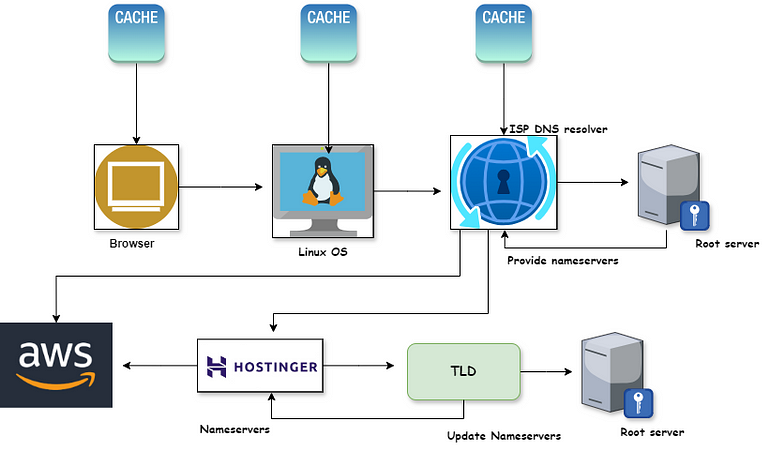 CACHE
CACHE
CACHE
ISP DNS resolver
Browser
Linux OS
Root server
Provide nameservers
aws
HOSTINGER
TLD
Nameservers
Update Nameservers
Root server